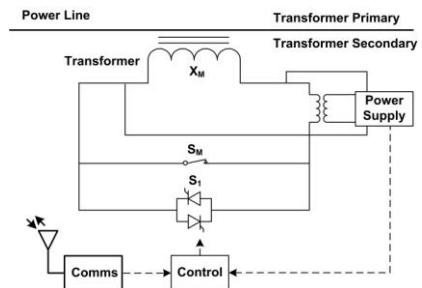 Power Line
Transformer Primary
Transformer Secondary
Transformer
XM
Power
Supply
SM
S1
Comms
Control